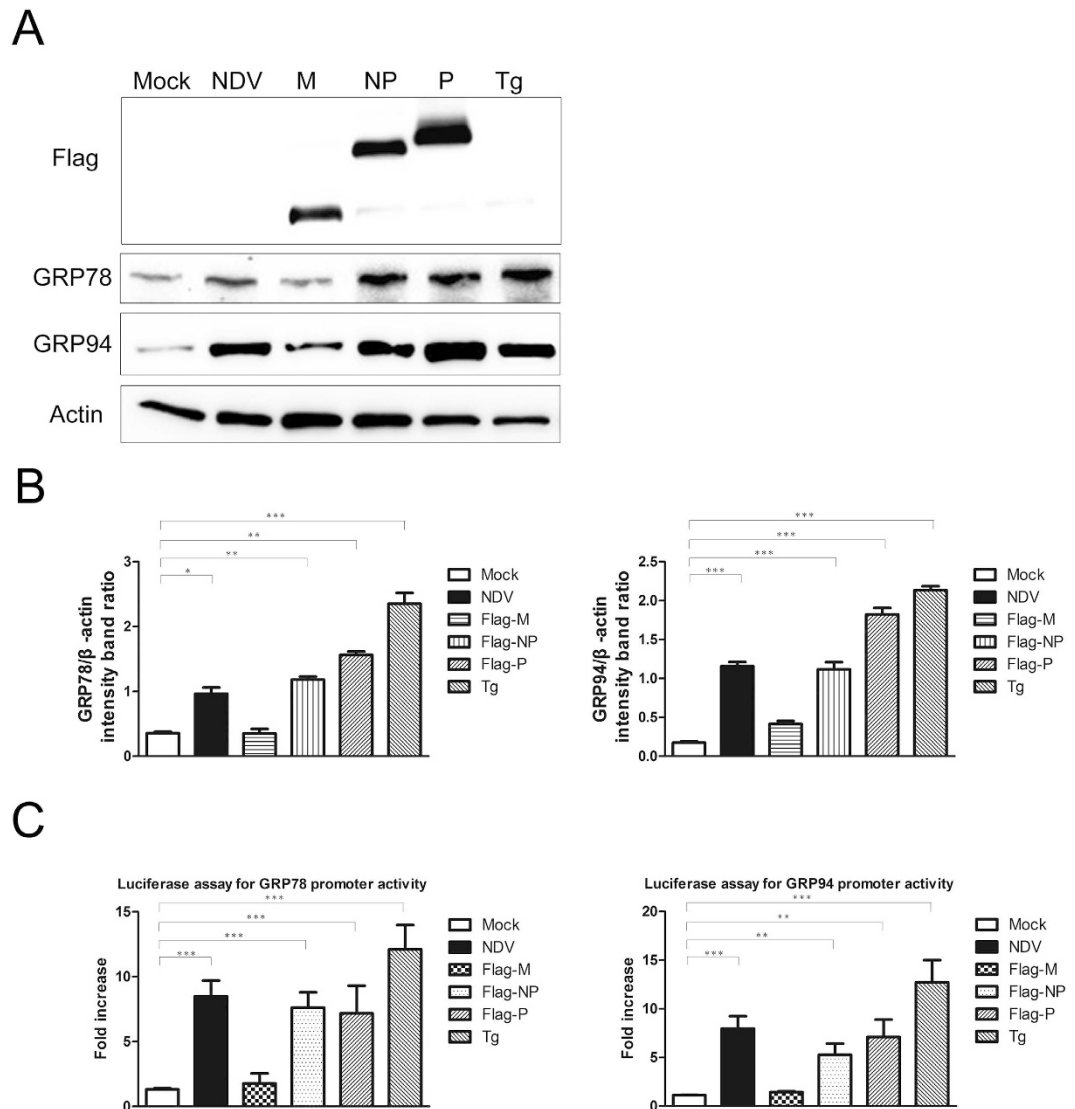 A
Mock NDV M NP P Tg
Flag
GRP78
GRP94
Actin
B
***
**
**
*
GRP78/β -actin
intensity band ratio
3
2
1
0
Mock
NDV
Flag-M
Flag-NP
Flag-P
Tg
***
***
***
***
GRP94/β -actin
intensity band ratio
2.5
2.0
1.5
1.0
0.5
0.0
Mock
NDV
Flag-M
Flag-NP
Flag-P
Tg
C
Luciferase assay for GRP78 promoter activity
***
***
***
***
Fold increase
15
10
5
0
Mock
NDV
Flag-M
Flag-NP
Flag-P
Tg
Luciferase assay for GRP94 promoter activity
***
**
**
***
Fold increase
20
15
10
5
0
Mock
NDV
Flag-M
Flag-NP
Flag-P
Tg